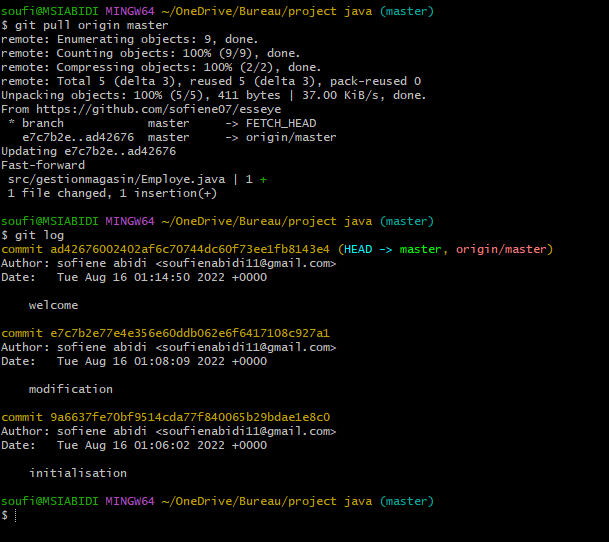 soufi@MSIABIDI MINGW64 ~/OneDrive/Bureau/project java (master)
$ git pull origin master
remote: Enumerating objects: 9, done.
remote: Counting objects: 100% (9/9), done.
remote: Compressing objects: 100% (2/2), done.
remote: Total 5 (delta 3), reused 5 (delta 3), pack-reused 0
Unpacking objects: 100% (5/5), 411 bytes | 37.00 KiB/s, done.
From https://github.com/sofiene07/esseye
 * branch            master     -> FETCH_HEAD
   e7c7b2e..ad42676  master     -> origin/master
Updating e7c7b2e..ad42676
Fast-forward
 src/gestionmagasin/Employe.java | 1 +
 1 file changed, 1 insertion(+)
soufi@MSIABIDI MINGW64 ~/OneDrive/Bureau/project java (master)
$ git log
commit ad42676002402af6c70744dc60f73ee1fb8143e4 (HEAD -> master, origin/master)
Author: sofiene abidi <soufienabidi11@gmail.com>
Date:   Tue Aug 16 01:14:50 2022 +0000
    welcome
commit e7c7b2e77e4e356e60ddb062e6f6417108c927a1
Author: sofiene abidi <soufienabidi11@gmail.com>
Date:   Tue Aug 16 01:08:09 2022 +0000
    modification
commit 9a6637fe70bf9514cda77f840065b29bdae1e8c0
Author: sofiene abidi <soufienabidi11@gmail.com>
Date:   Tue Aug 16 01:06:02 2022 +0000
    initialisation
soufi@MSIABIDI MINGW64 ~/OneDrive/Bureau/project java (master)
$